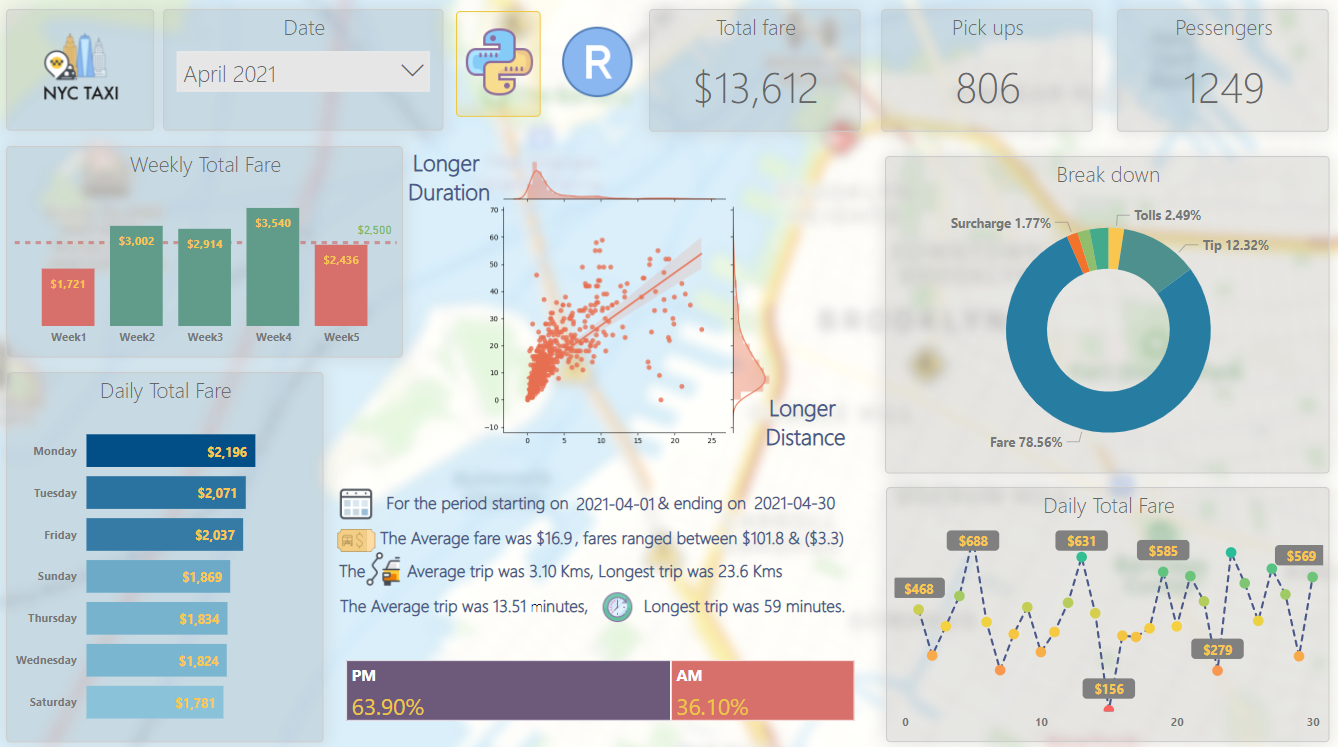 NYC TAXI
Date
April 2021
R
Total fare
$13,612
Pick ups
806
Passengers
1249
Weekly Total Fare
$1,721
$3,002
$2,914
$3,540
$2,436
$2,500
Week1 Week2 Week3 Week4 Week5
Longer
Duration
70
60
50
40
30
20
10
0
−10
0 5 10 15 20 25
Longer
Distance
Break down
Surcharge 1.77%
Tolls 2.49%
Tip 12.32%
Fare 78.56%
Daily Total Fare
Monday $2,196
Tuesday $2,071
Friday $2,037
Sunday $1,869
Thursday $1,834
Wednesday $1,824
Saturday $1,781
For the period starting on 2021-04-01 & ending on 2021-04-30
The Average fare was $16.9 , fares ranged between $101.8 & ($3.3)
The Average trip was 3.10 Kms, Longest trip was 23.6 Kms
The Average trip was 13.51 minutes, Longest trip was 59 minutes.
PM
63.90%
AM
36.10%
Daily Total Fare
$468
$688
$631
$156
$585
$279
$569
0 10 20 30